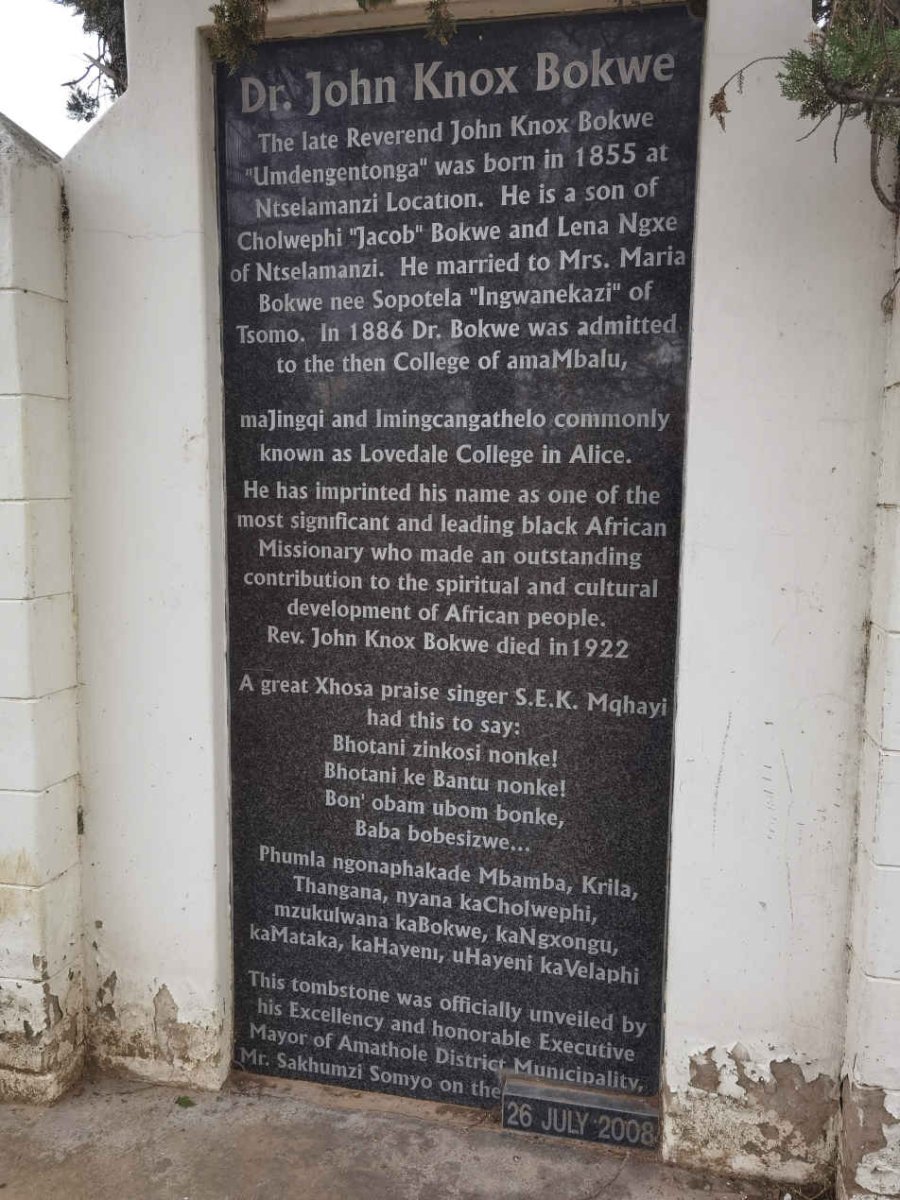 Dr. John Knox Bokwe
The late Reverend John Knox Bokwe
"Umdengentonga" was born in 1855 at
Ntselamanzi Location. He is a son of
Cholwephi "Jacob" Bokwe and Lena Ngxe
of Ntselamanzi. He married to Mrs. Maria
Bokwe nee Sopotela "Ingwanekazi" of
Tsomo. In 1886 Dr. Bokwe was admitted
to the then College of amaMbalu,
maJingqi and Imingcangathelo commonly
known as Lovedale College in Alice.
He has imprinted his name as one of the
most significant and leading black African
Missionary who made an outstanding
contribution to the spiritual and cultural
development of African people.
Rev. John Knox Bokwe died in1922
A great Xhosa praise singer S.E.K. Mqhayi
had this to say:
Bhotani zinkosi nonke!
Bhotani ke Bantu nonke!
Bon' obam ubom bonke,
Baba bobesizwe...
Phumla ngonaphakade Mbamba, Krila,
Thangana, nyana kaCholwephi,
mzukulwana kaBokwe, kaNgxongu,
kaMataka, kaHayeni, uHayeni kaVelaphi
This tombstone was officially unveiled by
his Excellency and honorable Executive
Mayor of Amathole District Municipality,
Mr. Sakhumzi Somyo on the
26 JULY 2008